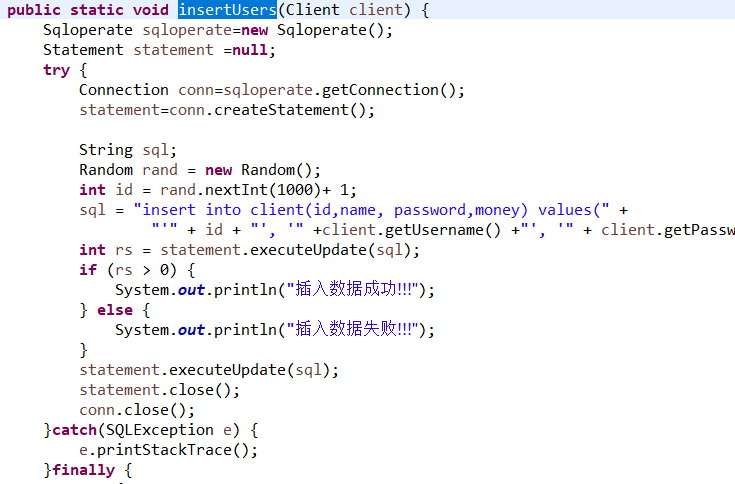 public static void insertUsers(Client client) {
Sqloperate sqloperate=new Sqloperate();
Statement statement =null;
try {
Connection conn=sqloperate.getConnection();
statement=conn.createStatement();
String sql;
Random rand = new Random();
int id = rand.nextInt(1000)+ 1;
sql = "insert into client(id,name, password,money) values(" +
"'" + id + "', '" +client.getUsername() +"', '" + client.getPassw
int rs = statement.executeUpdate(sql);
if (rs > 0) {
System.out.println("插入数据成功!!!");
} else {
System.out.println("插入数据失败!!!");
}
statement.executeUpdate(sql);
statement.close();
conn.close();
}catch(SQLException e) {
e.printStackTrace();
}finally {